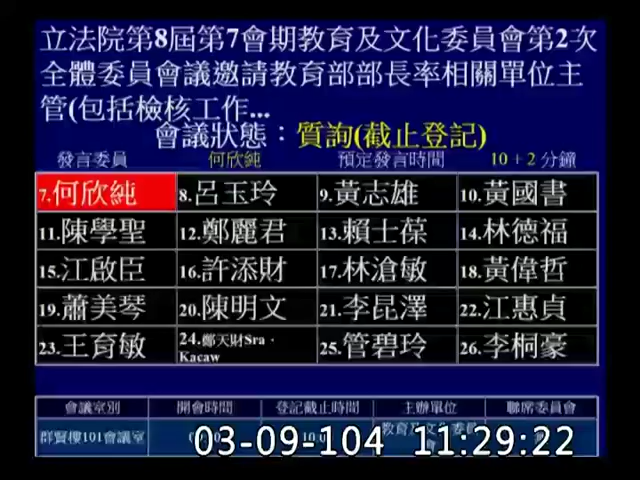 立法院第8屆第7會期教育及文化委員會第2次
全體委員會議邀請教育部部長率相關單位主
管(包括檢核工作...
會議狀態：質詢(截止登記)
發言委員 何欣純 預定發言時間 10 + 2 分鐘
7.何欣純 8.呂玉玲 9.黃志雄 10.黃國書
11.陳學聖 12.鄭麗君 13.賴士葆 14.林德福
15.江啟臣 16.許添財 17.林滄敏 18.黃偉哲
19.蕭美琴 20.陳明文 21.李昆澤 22.江惠貞
23.王育敏 24.鄭天財Sra．Kacaw 25.管碧玲 26.李桐豪
會議室別 開會時間 登記截止時間 主辦單位 聯席委員會
群賢樓101會議室 教育及文化委員
03-09-104 11:29:22